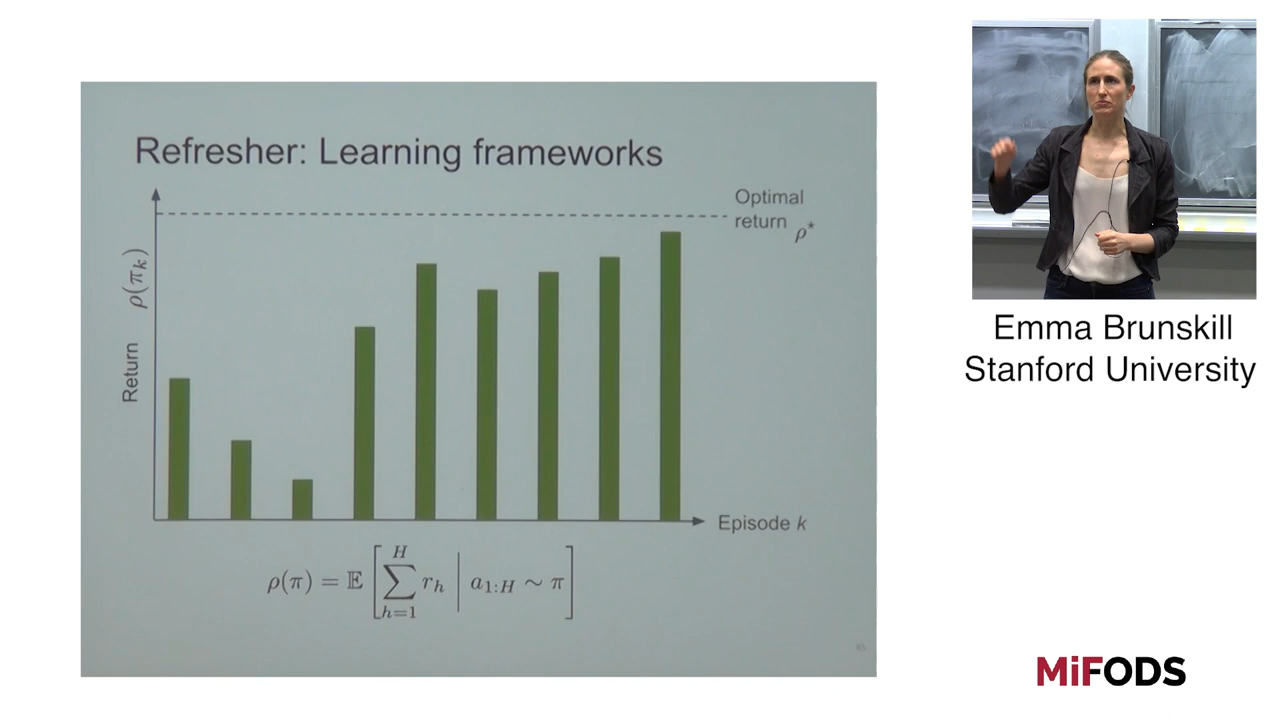 Refresher: Learning frameworks
Optimal
return ρ*
Return ρ(π_k)
Episode k
ρ(π) = 𝔼 [ ∑_{h=1}^{H} r_h | a_{1:H} ∼ π ]
Emma Brunskill
Stanford University
MiFODS